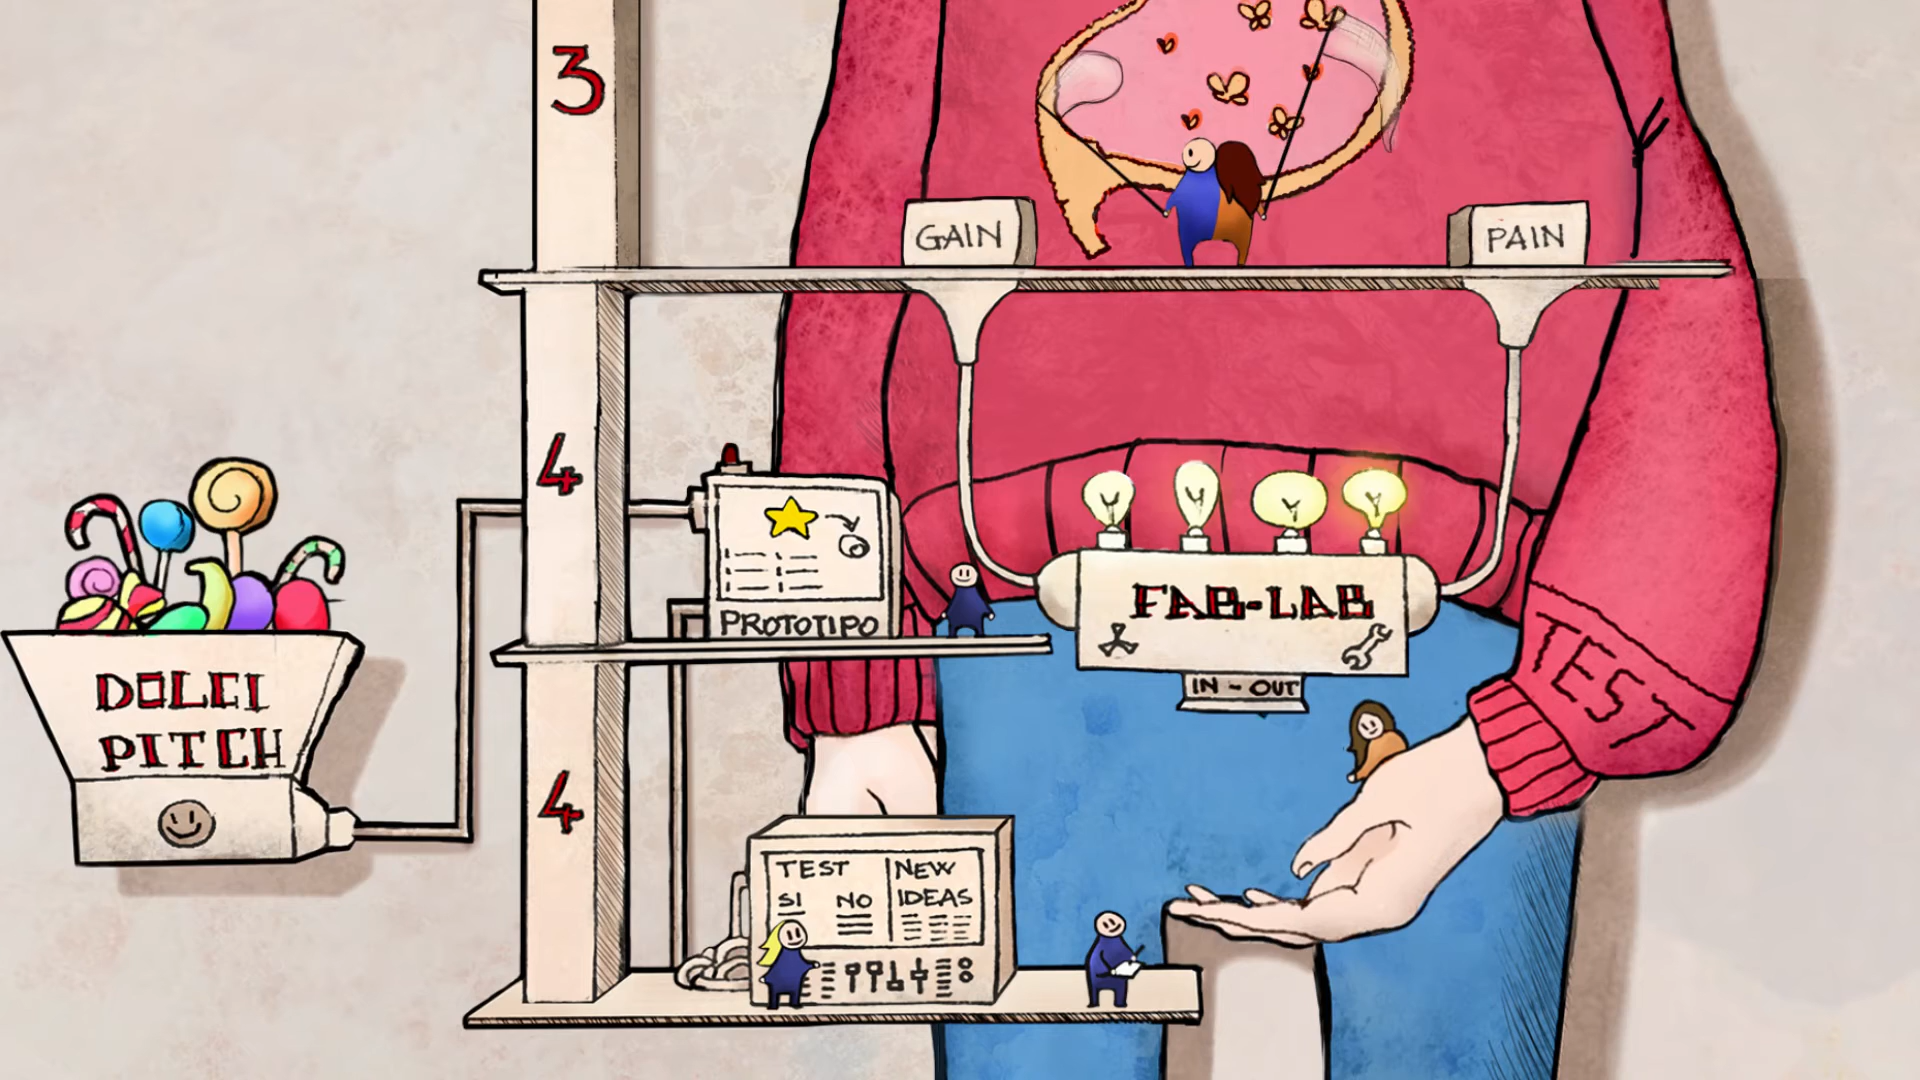 3
GAIN
PAIN
4
PROTOTIPO
FAB-LAB
IN - OUT
TEST
DOLCI
PITCH
4
TEST
SI NO
NEW
IDEAS